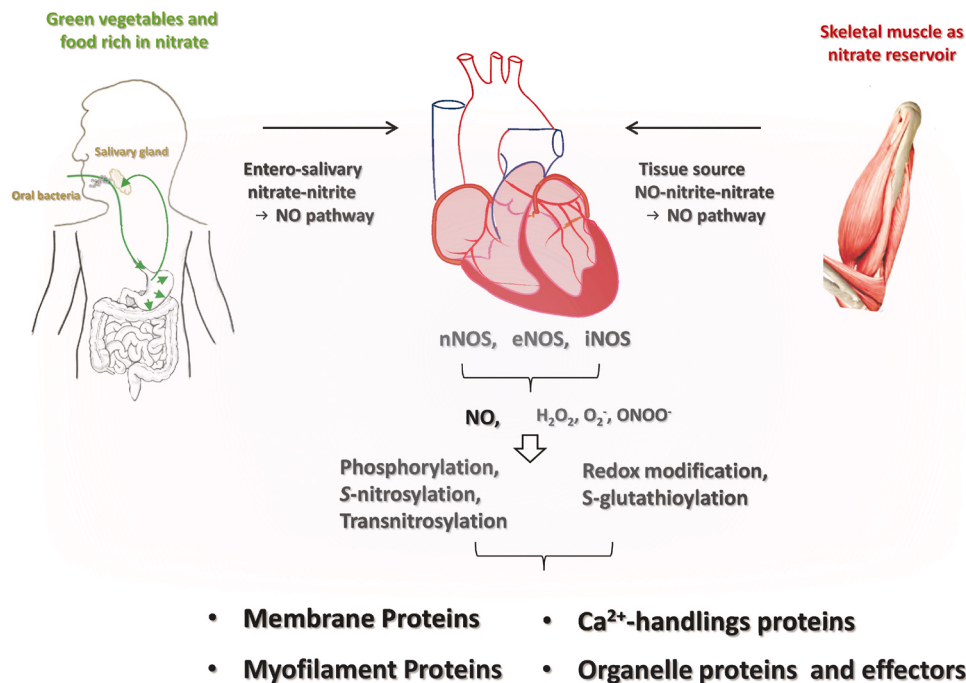 Green vegetables and
food rich in nitrate
Skeletal muscle as
nitrate reservoir
Salivary gland
Oral bacteria
Entero-salivary
nitrate-nitrite
→ NO pathway
Tissue source
NO-nitrite-nitrate
→ NO pathway
nNOS, eNOS, iNOS
NO, H₂O₂, O₂⁻, ONOO⁻
Phosphorylation,
S-nitrosylation,
Transnitrosylation
Redox modification,
S-glutathioylation
• Membrane Proteins
• Ca²⁺-handlings proteins
• Myofilament Proteins
• Organelle proteins and effectors